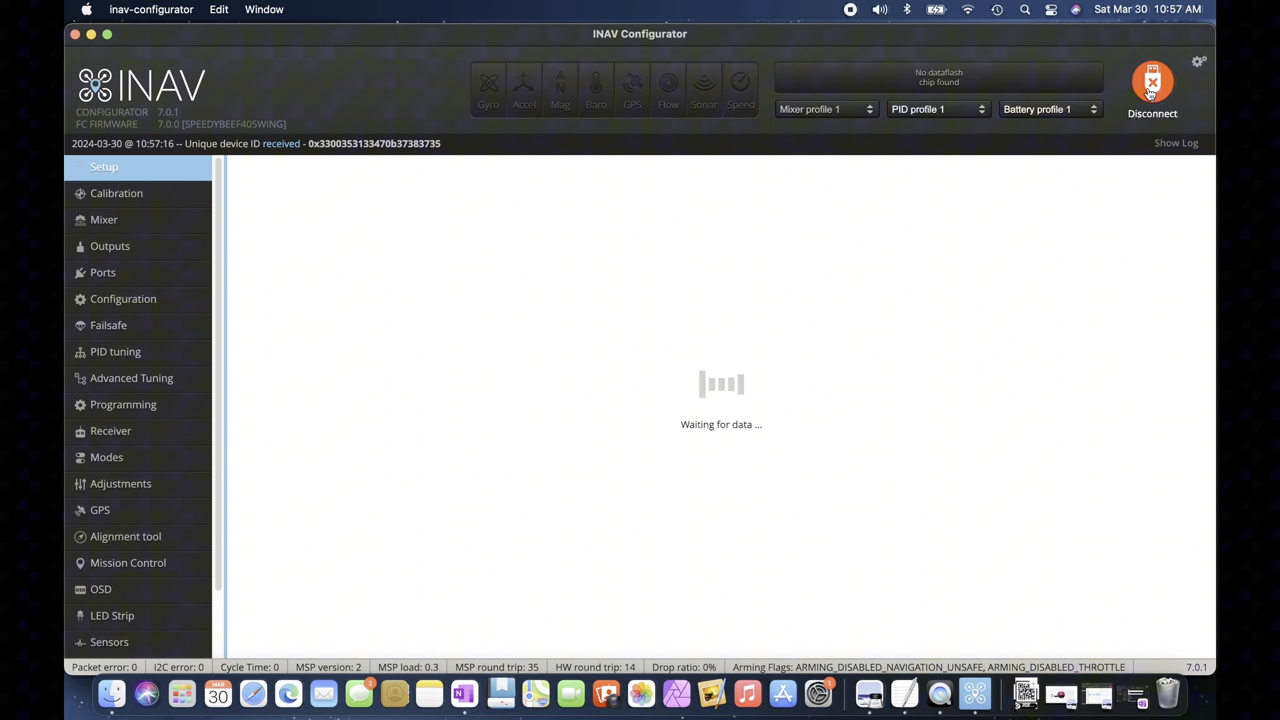 inav-configurator Edit Window Sat Mar 30 10:57 AM
INAV Configurator
INAV
CONFIGURATOR 7.0.1
FC FIRMWARE 7.0.0 [SPEEDYBEEF405WING]
Gyro Accel Mag Baro GPS Flow Sonar Speed
No dataflash
chip found
Mixer profile 1 PID profile 1 Battery profile 1
Disconnect
2024-03-30 @ 10:57:16 -- Unique device ID received - 0x3300353133470b37383735 Show Log
Setup
Calibration
Mixer
Outputs
Ports
Configuration
Failsafe
PID tuning
Advanced Tuning
Programming
Receiver
Modes
Adjustments
GPS
Alignment tool
Mission Control
OSD
LED Strip
Sensors
Waiting for data ...
Packet error: 0 I2C error: 0 Cycle Time: 0 MSP version: 2 MSP load: 0.3 MSP round trip: 35 HW round trip: 14 Drop ratio: 0% Arming Flags: ARMING_DISABLED_NAVIGATION_UNSAFE, ARMING_DISABLED_THROTTLE 7.0.1
MAR
30
2
1